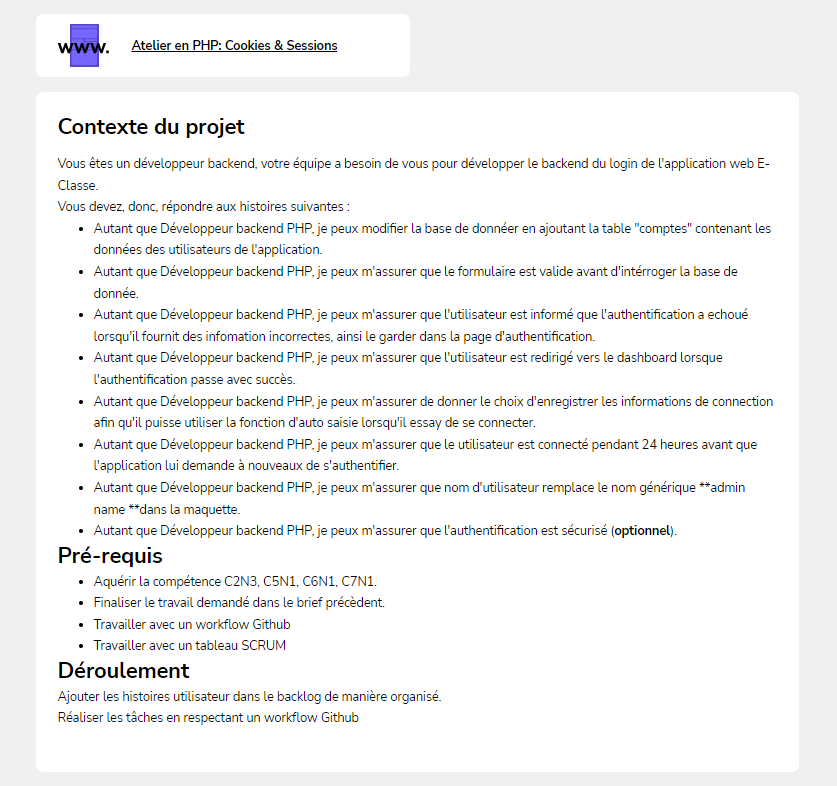 www.
Atelier en PHP: Cookies & Sessions
Contexte du projet
Vous êtes un développeur backend, votre équipe a besoin de vous pour développer le backend du login de l'application web E-
Classe.
Vous devez, donc, répondre aux histoires suivantes :
• Autant que Développeur backend PHP, je peux modifier la base de donnéer en ajoutant la table "comptes" contenant les
données des utilisateurs de l'application.
• Autant que Développeur backend PHP, je peux m'assurer que le formulaire est valide avant d'intérroger la base de
donnée.
• Autant que Développeur backend PHP, je peux m'assurer que l'utilisateur est informé que l'authentification a echoué
lorsqu'il fournit des infomation incorrectes, ainsi le garder dans la page d'authentification.
• Autant que Développeur backend PHP, je peux m'assurer que l'utilisateur est redirigé vers le dashboard lorsque
l'authentification passe avec succès.
• Autant que Développeur backend PHP, je peux m'assurer de donner le choix d'enregistrer les informations de connection
afin qu'il puisse utiliser la fonction d'auto saisie lorsqu'il essay de se connecter.
• Autant que Développeur backend PHP, je peux m'assurer que le utilisateur est connecté pendant 24 heures avant que
l'application lui demande à nouveaux de s'authentifier.
• Autant que Développeur backend PHP, je peux m'assurer que nom d'utilisateur remplace le nom générique **admin
name **dans la maquette.
• Autant que Développeur backend PHP, je peux m'assurer que l'authentification est sécurisé (optionnel).
Pré-requis
• Aquérir la compétence C2N3, C5N1, C6N1, C7N1.
• Finaliser le travail demandé dans le brief précèdent.
• Travailler avec un workflow Github
• Travailler avec un tableau SCRUM
Déroulement
Ajouter les histoires utilisateur dans le backlog de manière organisé.
Réaliser les tâches en respectant un workflow Github